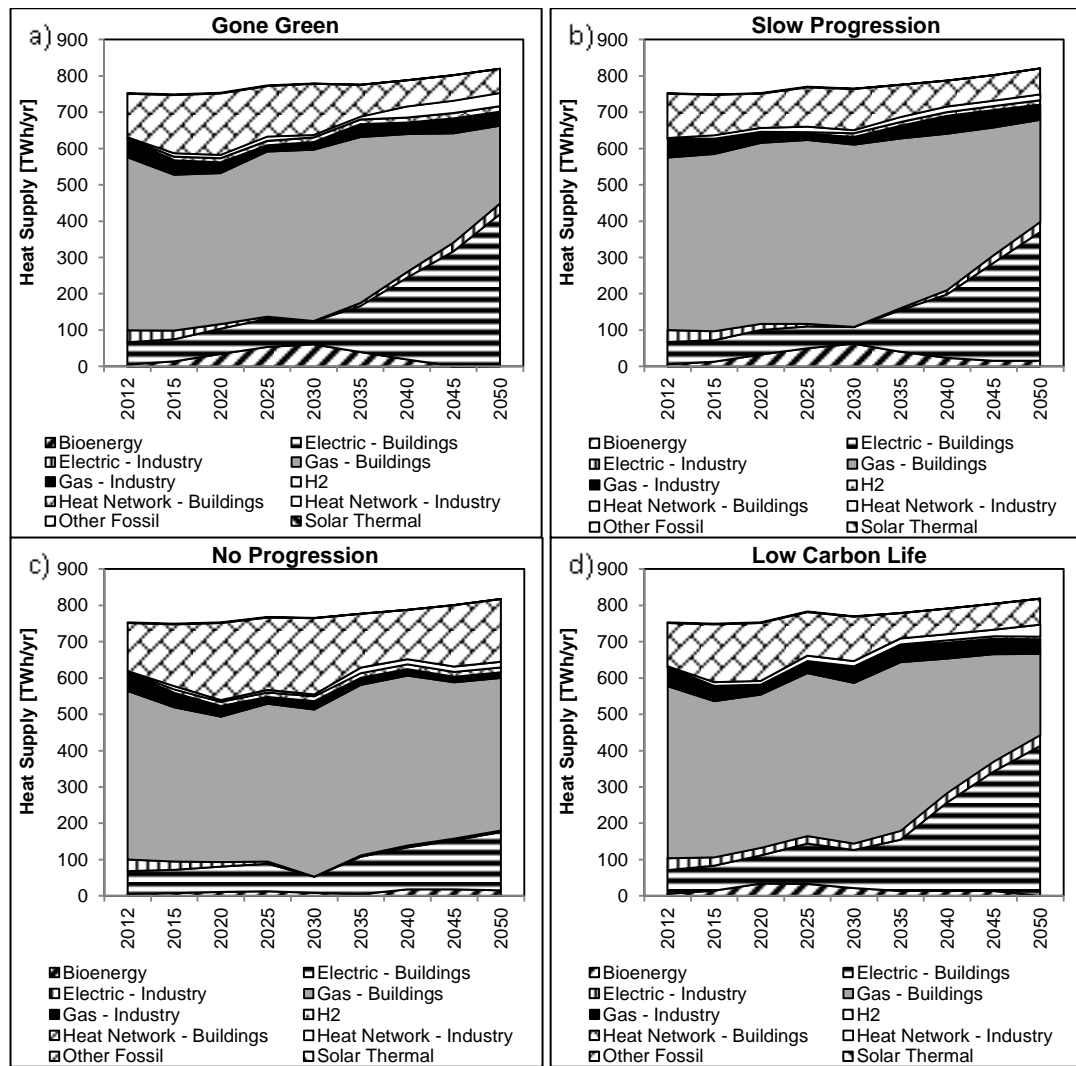 a) Gone Green
Heat Supply [TWh/yr]
900
800
700
600
500
400
300
200
100
0
2012 2015 2020 2025 2030 2035 2040 2045 2050
Bioenergy Electric - Buildings
Electric - Industry Gas - Buildings
Gas - Industry H2
Heat Network - Buildings Heat Network - Industry
Other Fossil Solar Thermal
b) Slow Progression
Heat Supply [TWh/yr]
900
800
700
600
500
400
300
200
100
0
2012 2015 2020 2025 2030 2035 2040 2045 2050
Bioenergy Electric - Buildings
Electric - Industry Gas - Buildings
Gas - Industry H2
Heat Network - Buildings Heat Network - Industry
Other Fossil Solar Thermal
c) No Progression
Heat Supply [TWh/yr]
900
800
700
600
500
400
300
200
100
0
2012 2015 2020 2025 2030 2035 2040 2045 2050
Bioenergy Electric - Buildings
Electric - Industry Gas - Buildings
Gas - Industry H2
Heat Network - Buildings Heat Network - Industry
Other Fossil Solar Thermal
d) Low Carbon Life
Heat Supply [TWh/yr]
900
800
700
600
500
400
300
200
100
0
2012 2015 2020 2025 2030 2035 2040 2045 2050
Bioenergy Electric - Buildings
Electric - Industry Gas - Buildings
Gas - Industry H2
Heat Network - Buildings Heat Network - Industry
Other Fossil Solar Thermal